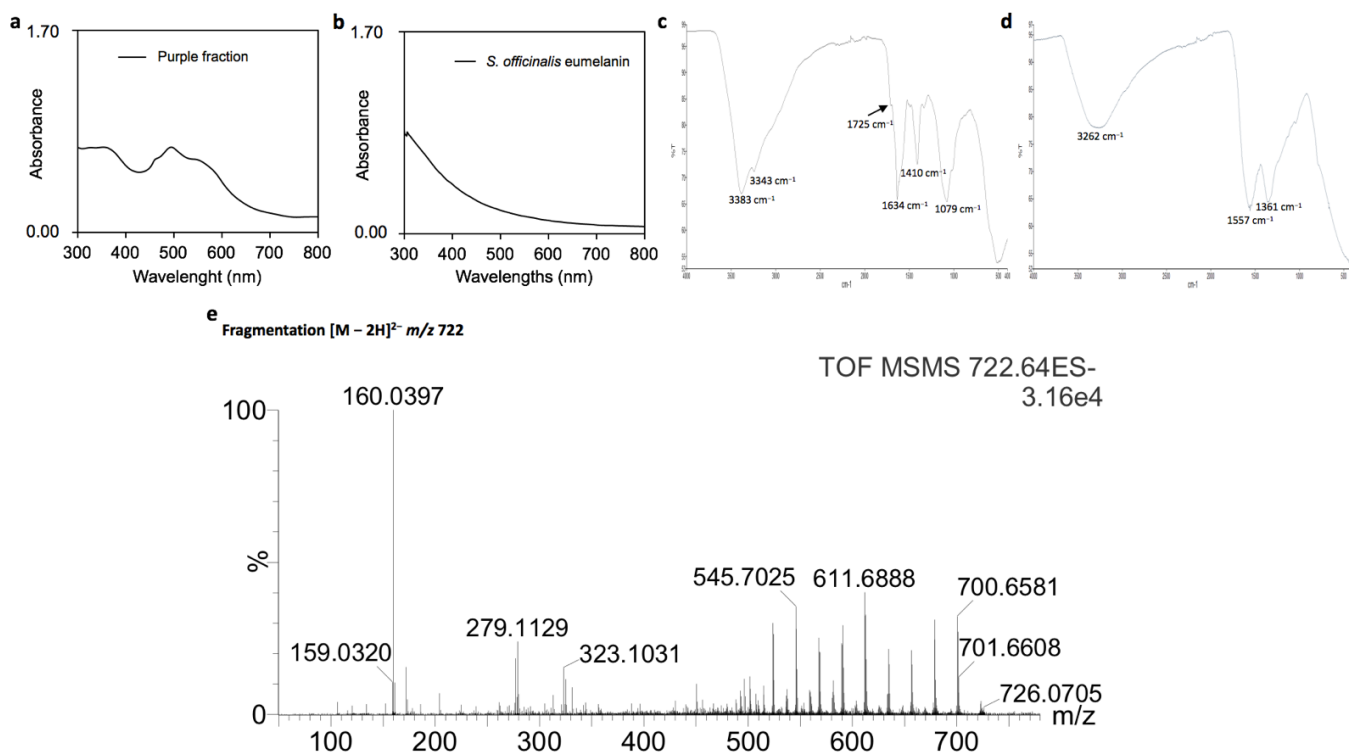 a
1.70
Purple fraction
Absorbance
0.00
300 400 500 600 700 800
Wavelenght (nm)
b
1.70
S. officinalis eumelanin
Absorbance
0.00
300 400 500 600 700 800
Wavelengths (nm)
c
1725 cm⁻¹
3343 cm⁻¹
3383 cm⁻¹
1410 cm⁻¹
1634 cm⁻¹
1079 cm⁻¹
cm-1
d
3262 cm⁻¹
1361 cm⁻¹
1557 cm⁻¹
cm-1
e
Fragmentation [M – 2H]²⁻ m/z 722
TOF MSMS 722.64ES-
3.16e4
160.0397
100
545.7025
611.6888
700.6581
%
279.1129
159.0320
323.1031
701.6608
726.0705
0
m/z
100 200 300 400 500 600 700